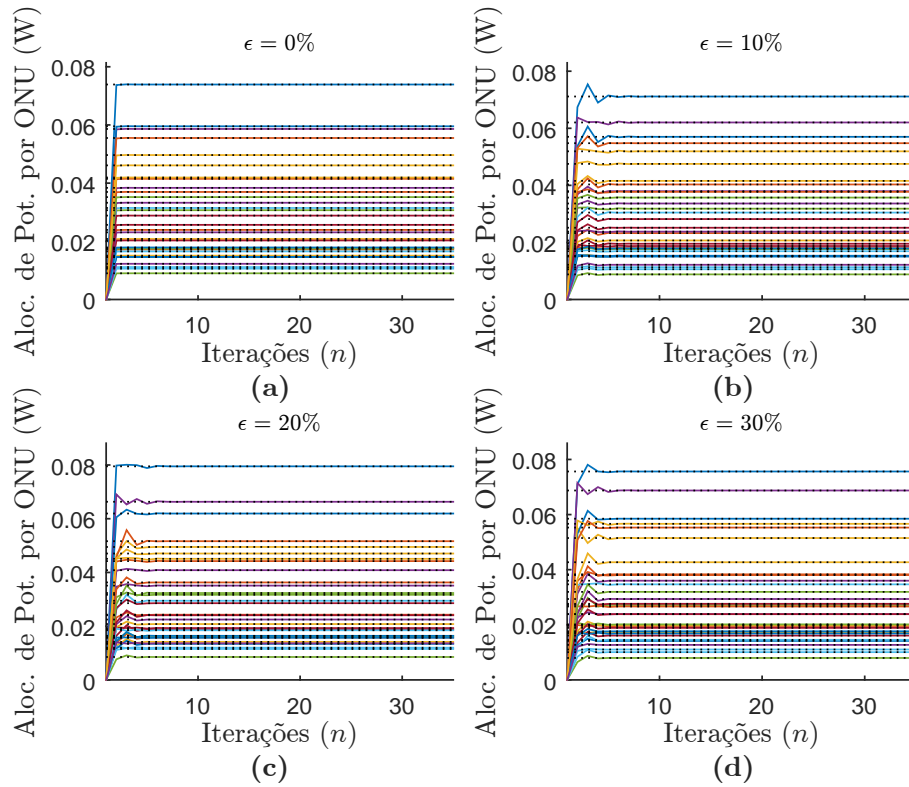 ϵ = 0%
Aloc. de Pot. por ONU (W)
0.08
0.06
0.04
0.02
0
10
20
30
Iterações (n)
(a)
ϵ = 10%
Aloc. de Pot. por ONU (W)
0.08
0.06
0.04
0.02
0
10
20
30
Iterações (n)
(b)
ϵ = 20%
Aloc. de Pot. por ONU (W)
0.08
0.06
0.04
0.02
0
10
20
30
Iterações (n)
(c)
ϵ = 30%
Aloc. de Pot. por ONU (W)
0.08
0.06
0.04
0.02
0
10
20
30
Iterações (n)
(d)